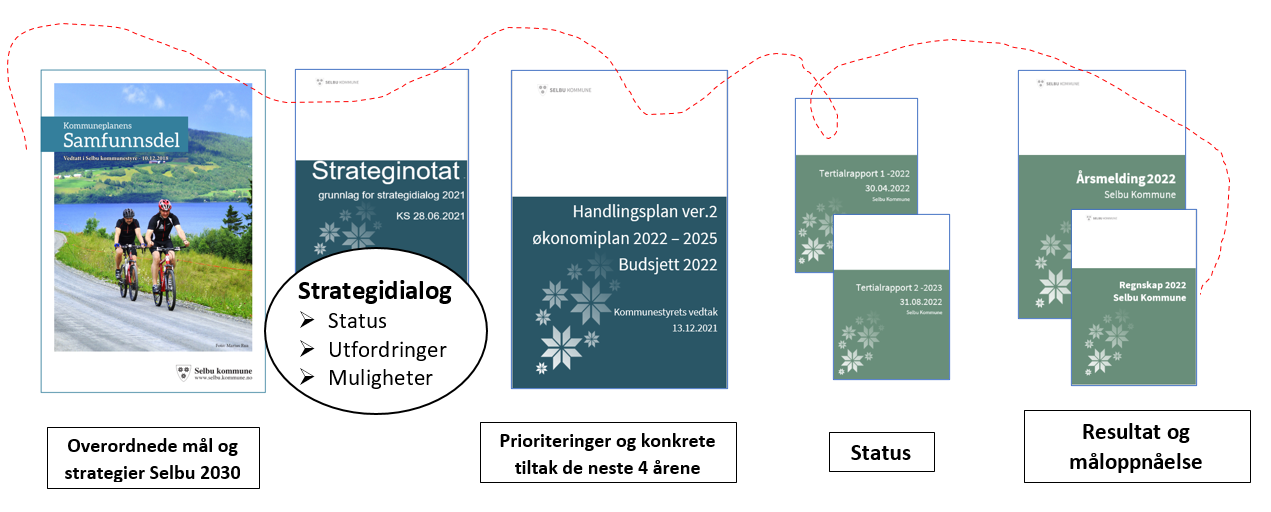 Kommuneplanens
Samfunnsdel
Vedtatt i Selbu kommunestyre - 10.12.2018
Foto: Morten Sun
Selbu kommune
www.selbu.kommune.no
Overordnede mål og
strategier Selbu 2030
SELBU KOMMUNE
Strateginotat
grunnlag for strategidialog 2021
KS 28.06.2021
Strategidialog
➢ Status
➢ Utfordringer
➢ Muligheter
SELBU KOMMUNE
Handlingsplan ver.2
økonomiplan 2022 – 2025
Budsjett 2022
Kommunestyrets vedtak
13.12.2021
Prioriteringer og konkrete
tiltak de neste 4 årene
Tertialrapport 1 -2022
30.04.2022
Selbu Kommune
Tertialrapport 2 -2023
31.08.2022
Selbu Kommune
Status
SELBU KOMMUNE
Årsmelding 2022
Selbu Kommune
SELBU KOMMUNE
Regnskap 2022
Selbu Kommune
Resultat og
måloppnåelse